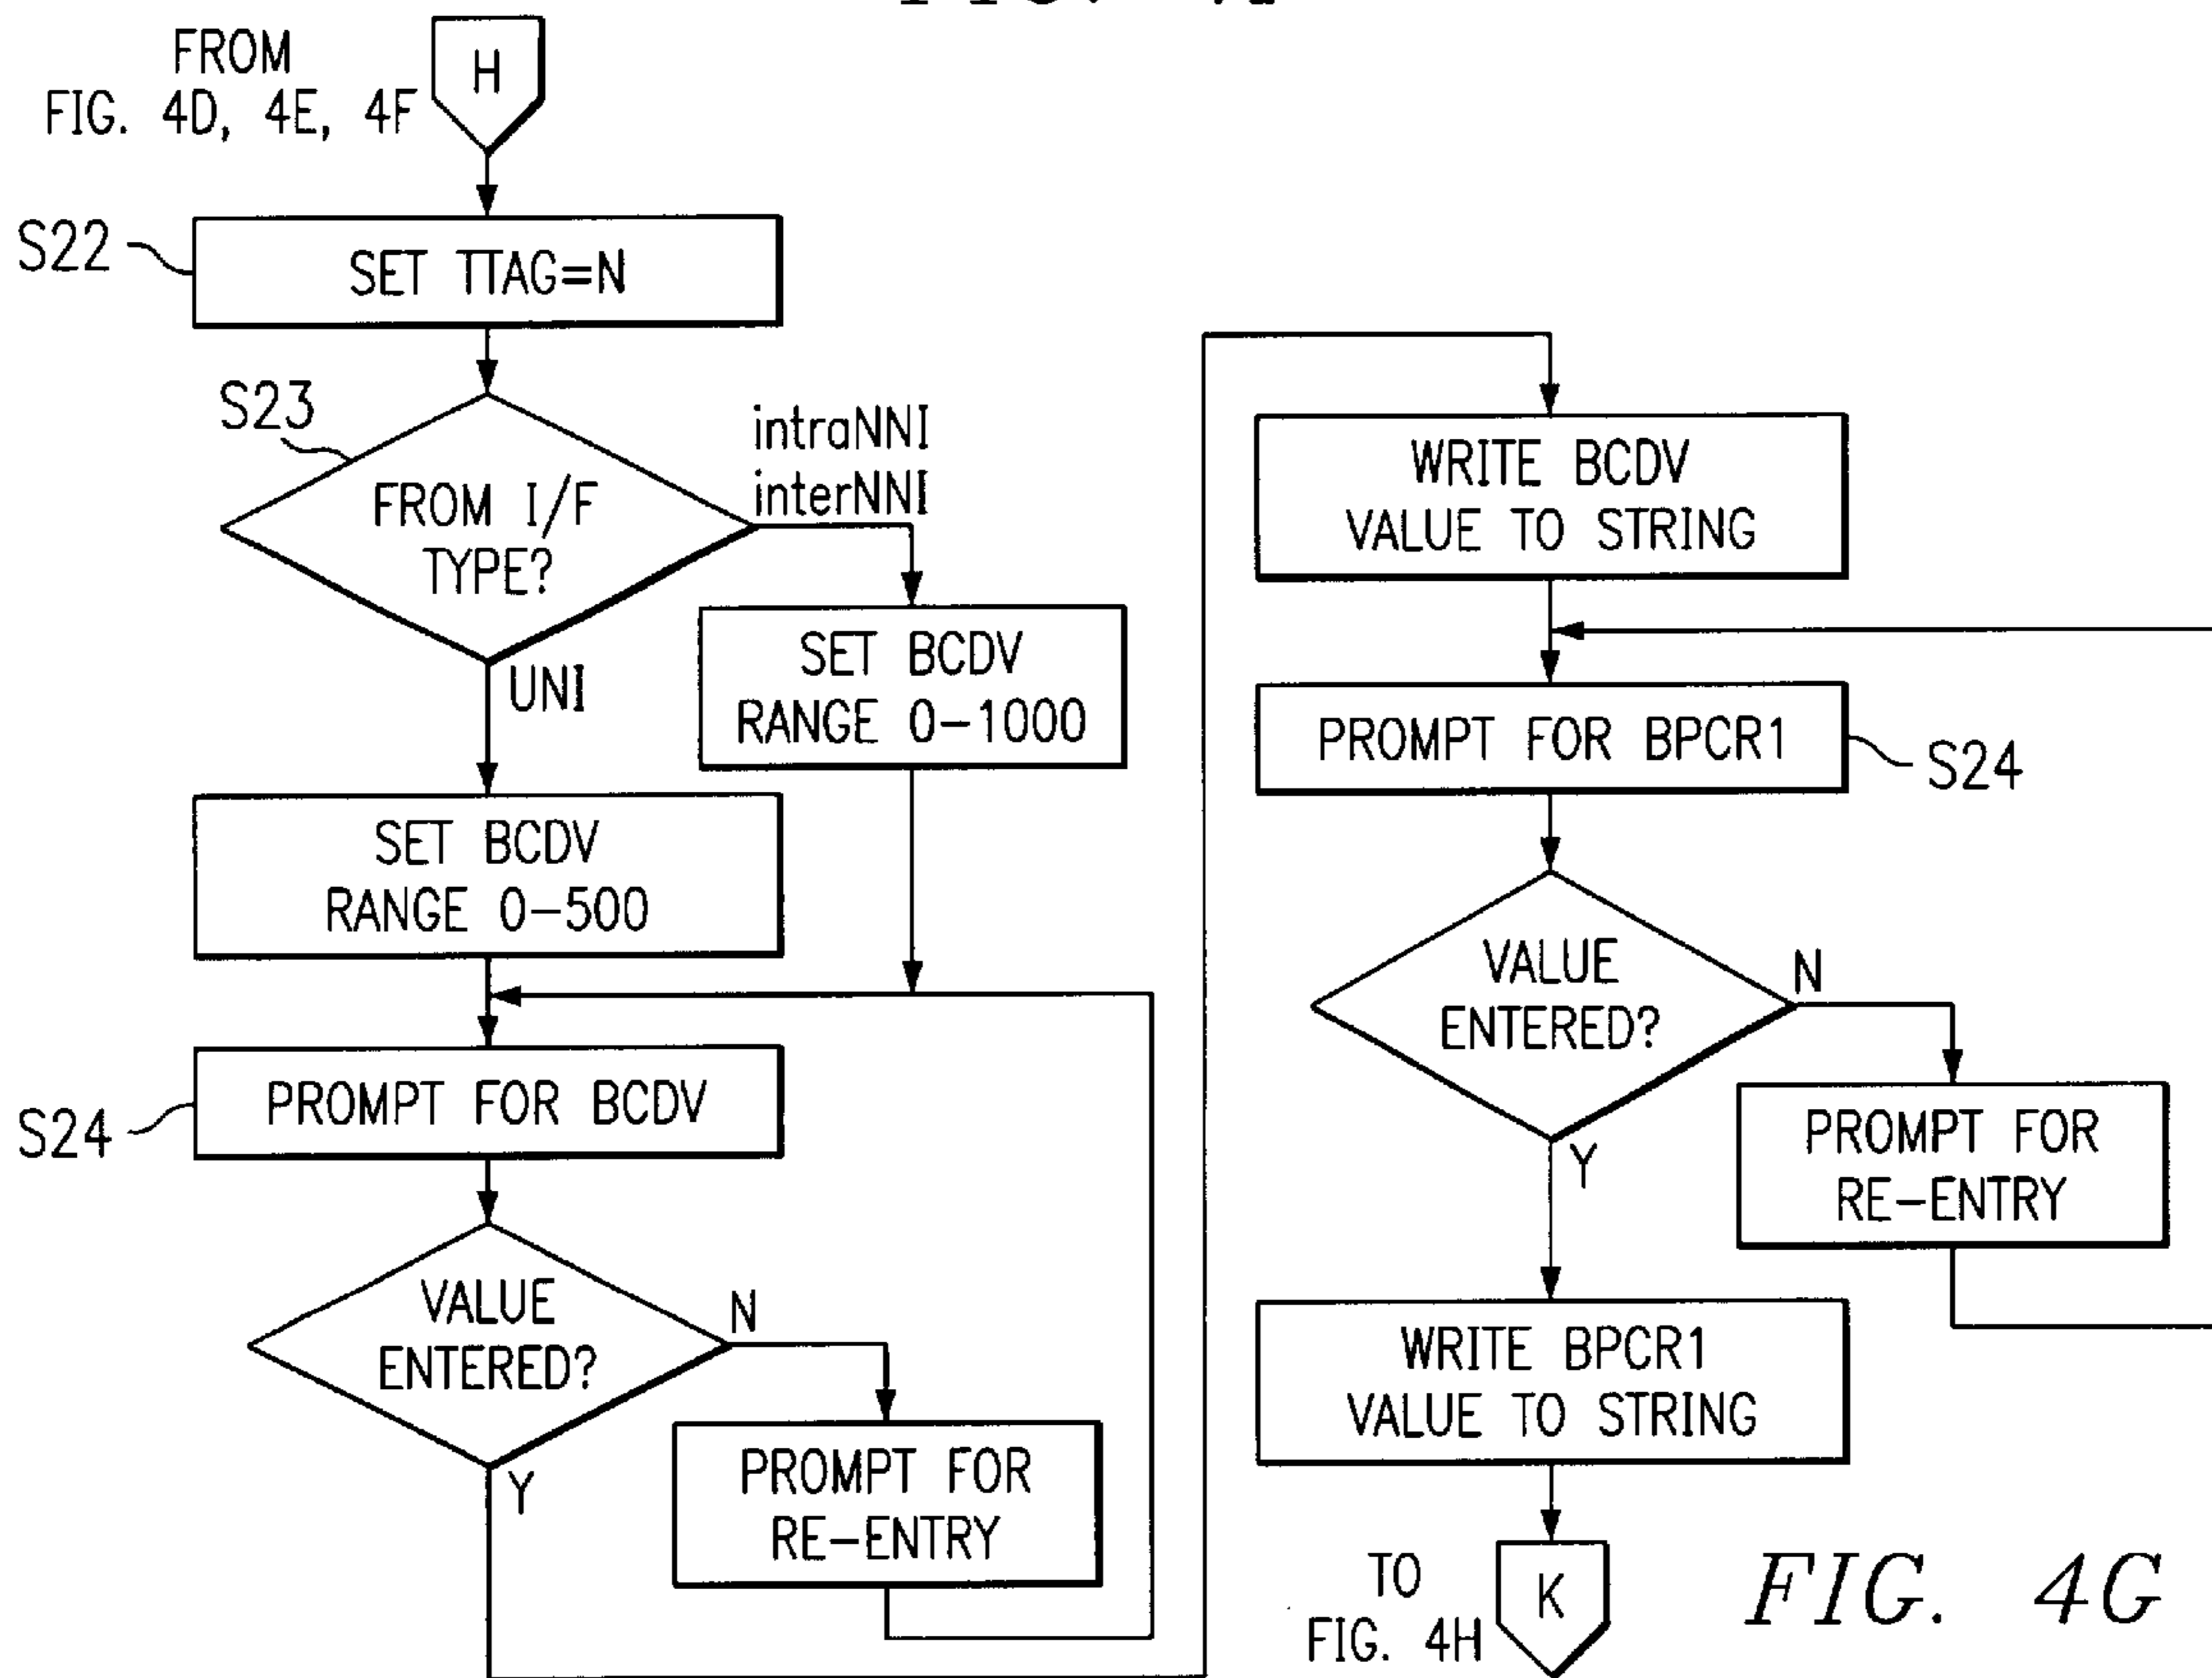 FROM
FIG. 4D, 4E, 4F
H
S22
SET TTAG=N
S23
FROM I/F
TYPE?
intraNNI
interNNI
UNI
SET BCDV
RANGE 0-1000
SET BCDV
RANGE 0-500
S24
PROMPT FOR BCDV
VALUE
ENTERED?
N
Y
PROMPT FOR
RE-ENTRY
WRITE BCDV
VALUE TO STRING
PROMPT FOR BPCR1
S24
VALUE
ENTERED?
N
Y
PROMPT FOR
RE-ENTRY
WRITE BPCR1
VALUE TO STRING
TO
FIG. 4H
K
FIG. 4G